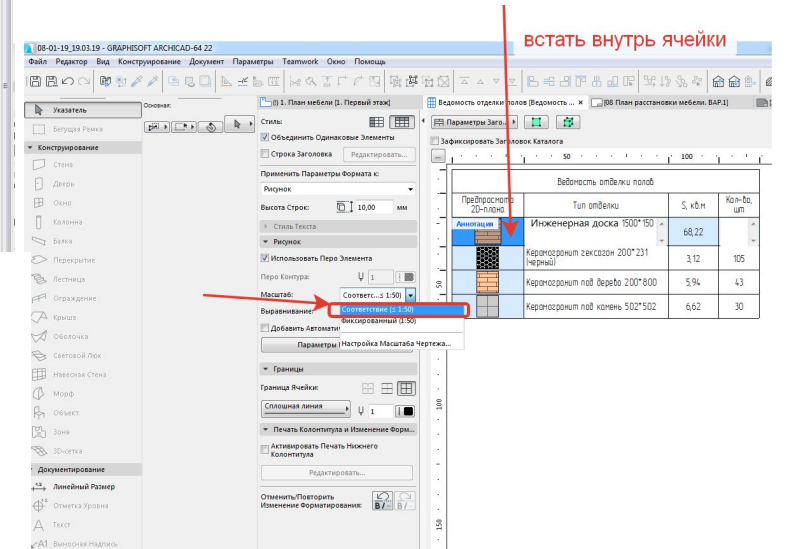 встать внутрь ячейки
08-01-19_19.03.19 - GRAPHISOFT ARCHICAD-64 22
Файл Редактор Вид Конструирование Документ Параметры Teamwork Окно Помощь
Указатель
Бегущая Рамка
Конструирование
Стена
Дверь
Окно
Колонна
Балка
Перекрытие
Лестница
Ограждение
Крыша
Оболочка
Световой Люк
Навесная Стена
Морф
Объект
Зона
3D-сетка
Документирование
Линейный Размер
Отметка Уровня
Текст
Выносная Надпись
Основная:
(!) 1. План мебели [1. Первый этаж]
Стиль:
Объединить Одинаковые Элементы
Строка Заголовка Редактировать...
Применить Параметры Формата к:
Рисунок
Высота Строк: 10,00 мм
Стиль Текста
Рисунок
Использовать Перо Элемента
Перо Контура: 1
Масштаб: Соответс...≤ 1:50)
Соответствие (≤ 1:50)
Выравнивание:
Фиксированный (1:50)
Добавить Автомати
Параметры
Настройка Масштаба Чертежа...
Границы
Граница Ячейки:
Сплошная линия 1
Печать Колонтитула и Изменение Форм...
Активировать Печать Нижнего
Колонтитула
Редактировать...
Отменить/Повторить
Изменение Форматирования: B/- B/-
Ведомость отделки полов [Ведомость ... ×
[08 План расстановки мебели. ВАР.1]
Параметры Заго...
Зафиксировать Заголовок Каталога
50 100
50
100
150
Ведомость отделки полов
Предпросмотр 2D-плана Тип отделки S, кв.м Кол-во, шт
Аннотация Инженерная доска 1500*150 68,22
Керамогранит гексагон 200*231 (черный) 3,12 105
Керамогранит под дерево 200*800 5,94 43
Керамогранит под камень 502*502 6,62 30